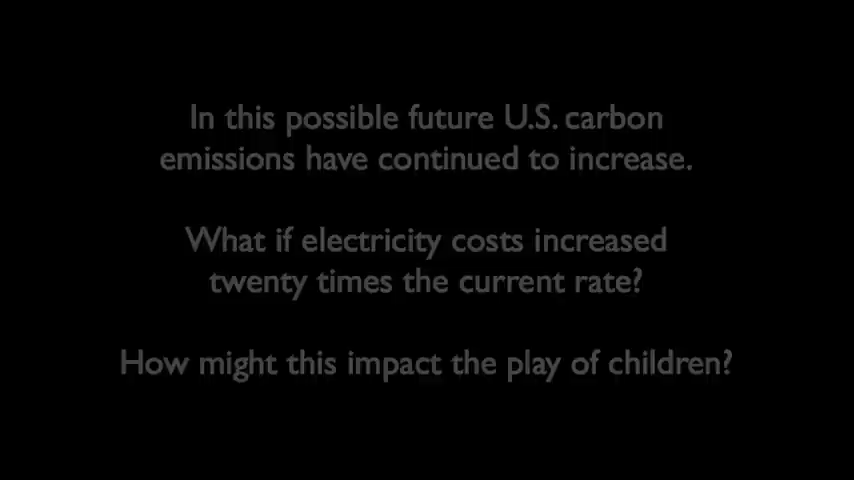 In this possible future U.S. carbon
emissions have continued to increase.
What if electricity costs increased
twenty times the current rate?
How might this impact the play of children?